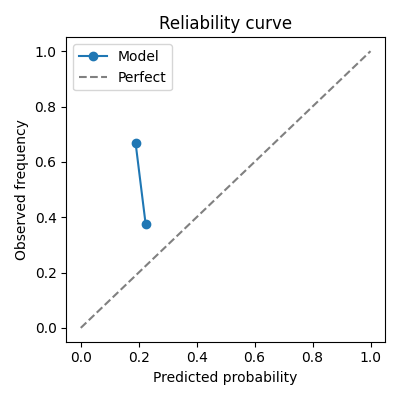 Reliability curve
Model
Perfect
Observed frequency
1.0
0.8
0.6
0.4
0.2
0.0
0.0 0.2 0.4 0.6 0.8 1.0
Predicted probability